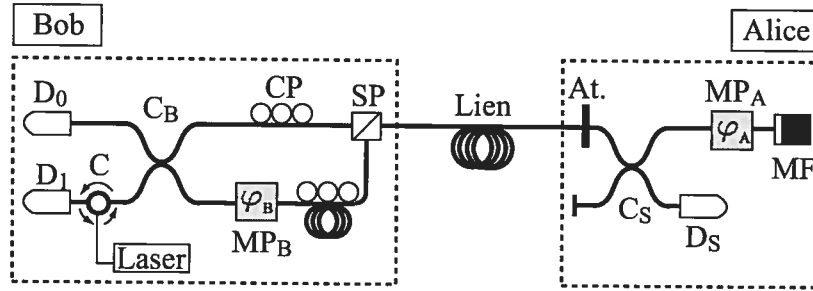 Bob
Alice
D0
CB
CP
SP
Lien
At.
MPA
φA
MF
D1
C
φB
MPB
Laser
CS
DS